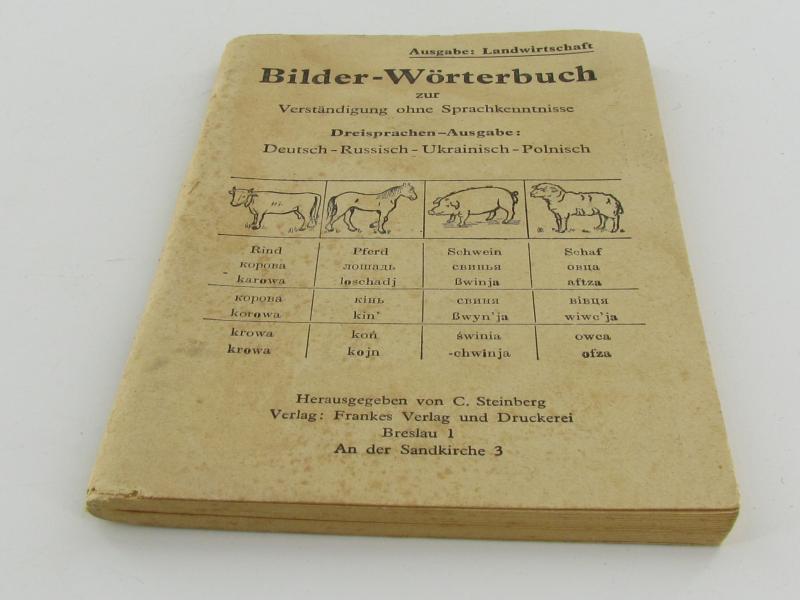 Ausgabe: Landwirtschaft
Bilder-Wörterbuch
zur
Verständigung ohne Sprachkenntnisse
Dreisprachen-Ausgabe:
Deutsch - Russisch - Ukrainisch - Polnisch
Rind Pferd Schwein Schaf
корова лошадь свинья овца
karowa loschadj ßwinja aftza
корова кінь свиня вівця
korowa kin' ßwyn'ja wiwc'ja
krowa koń świnia owca
krowa kojn -chwinja ofza
Herausgegeben von C. Steinberg
Verlag: Frankes Verlag und Druckerei
Breslau 1
An der Sandkirche 3